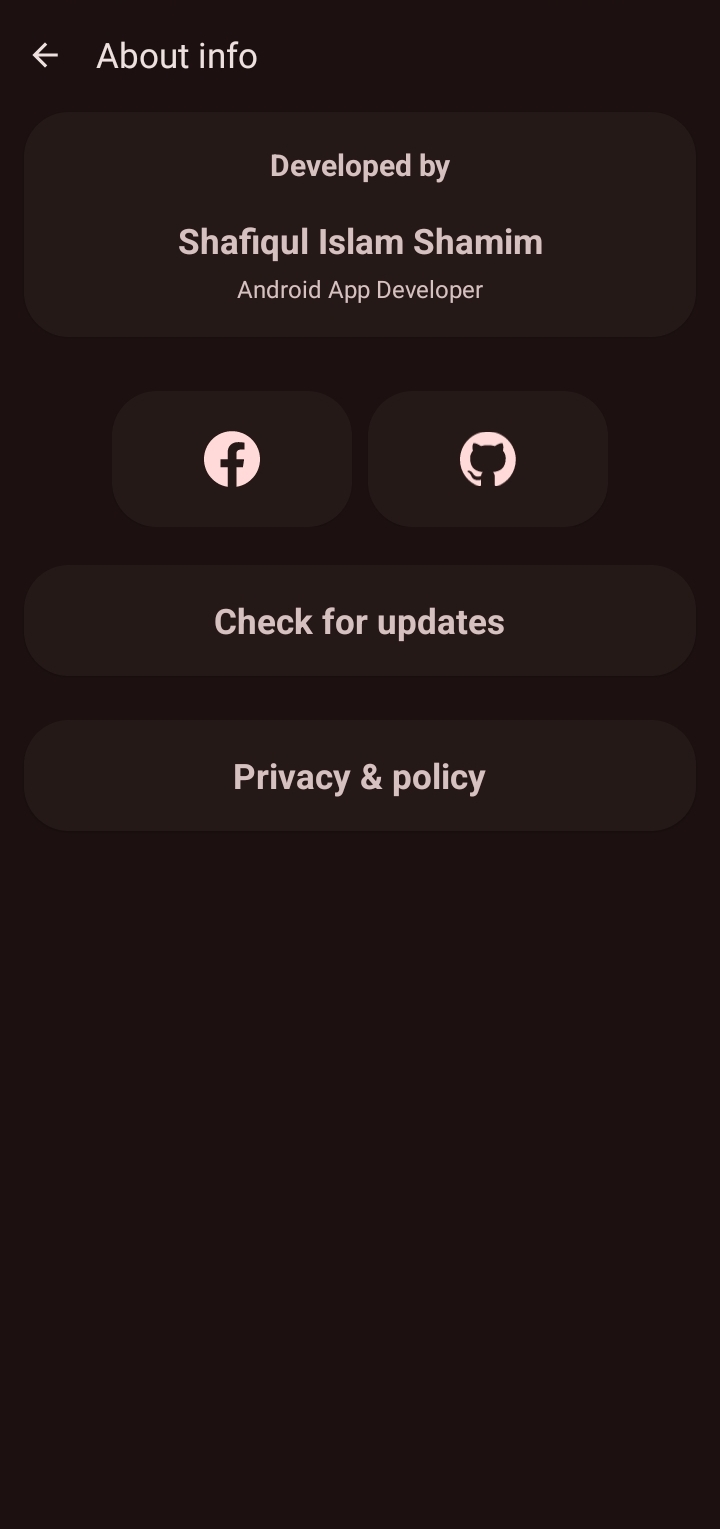 About info
Developed by
Shafiqul Islam Shamim
Android App Developer
Check for updates
Privacy & policy